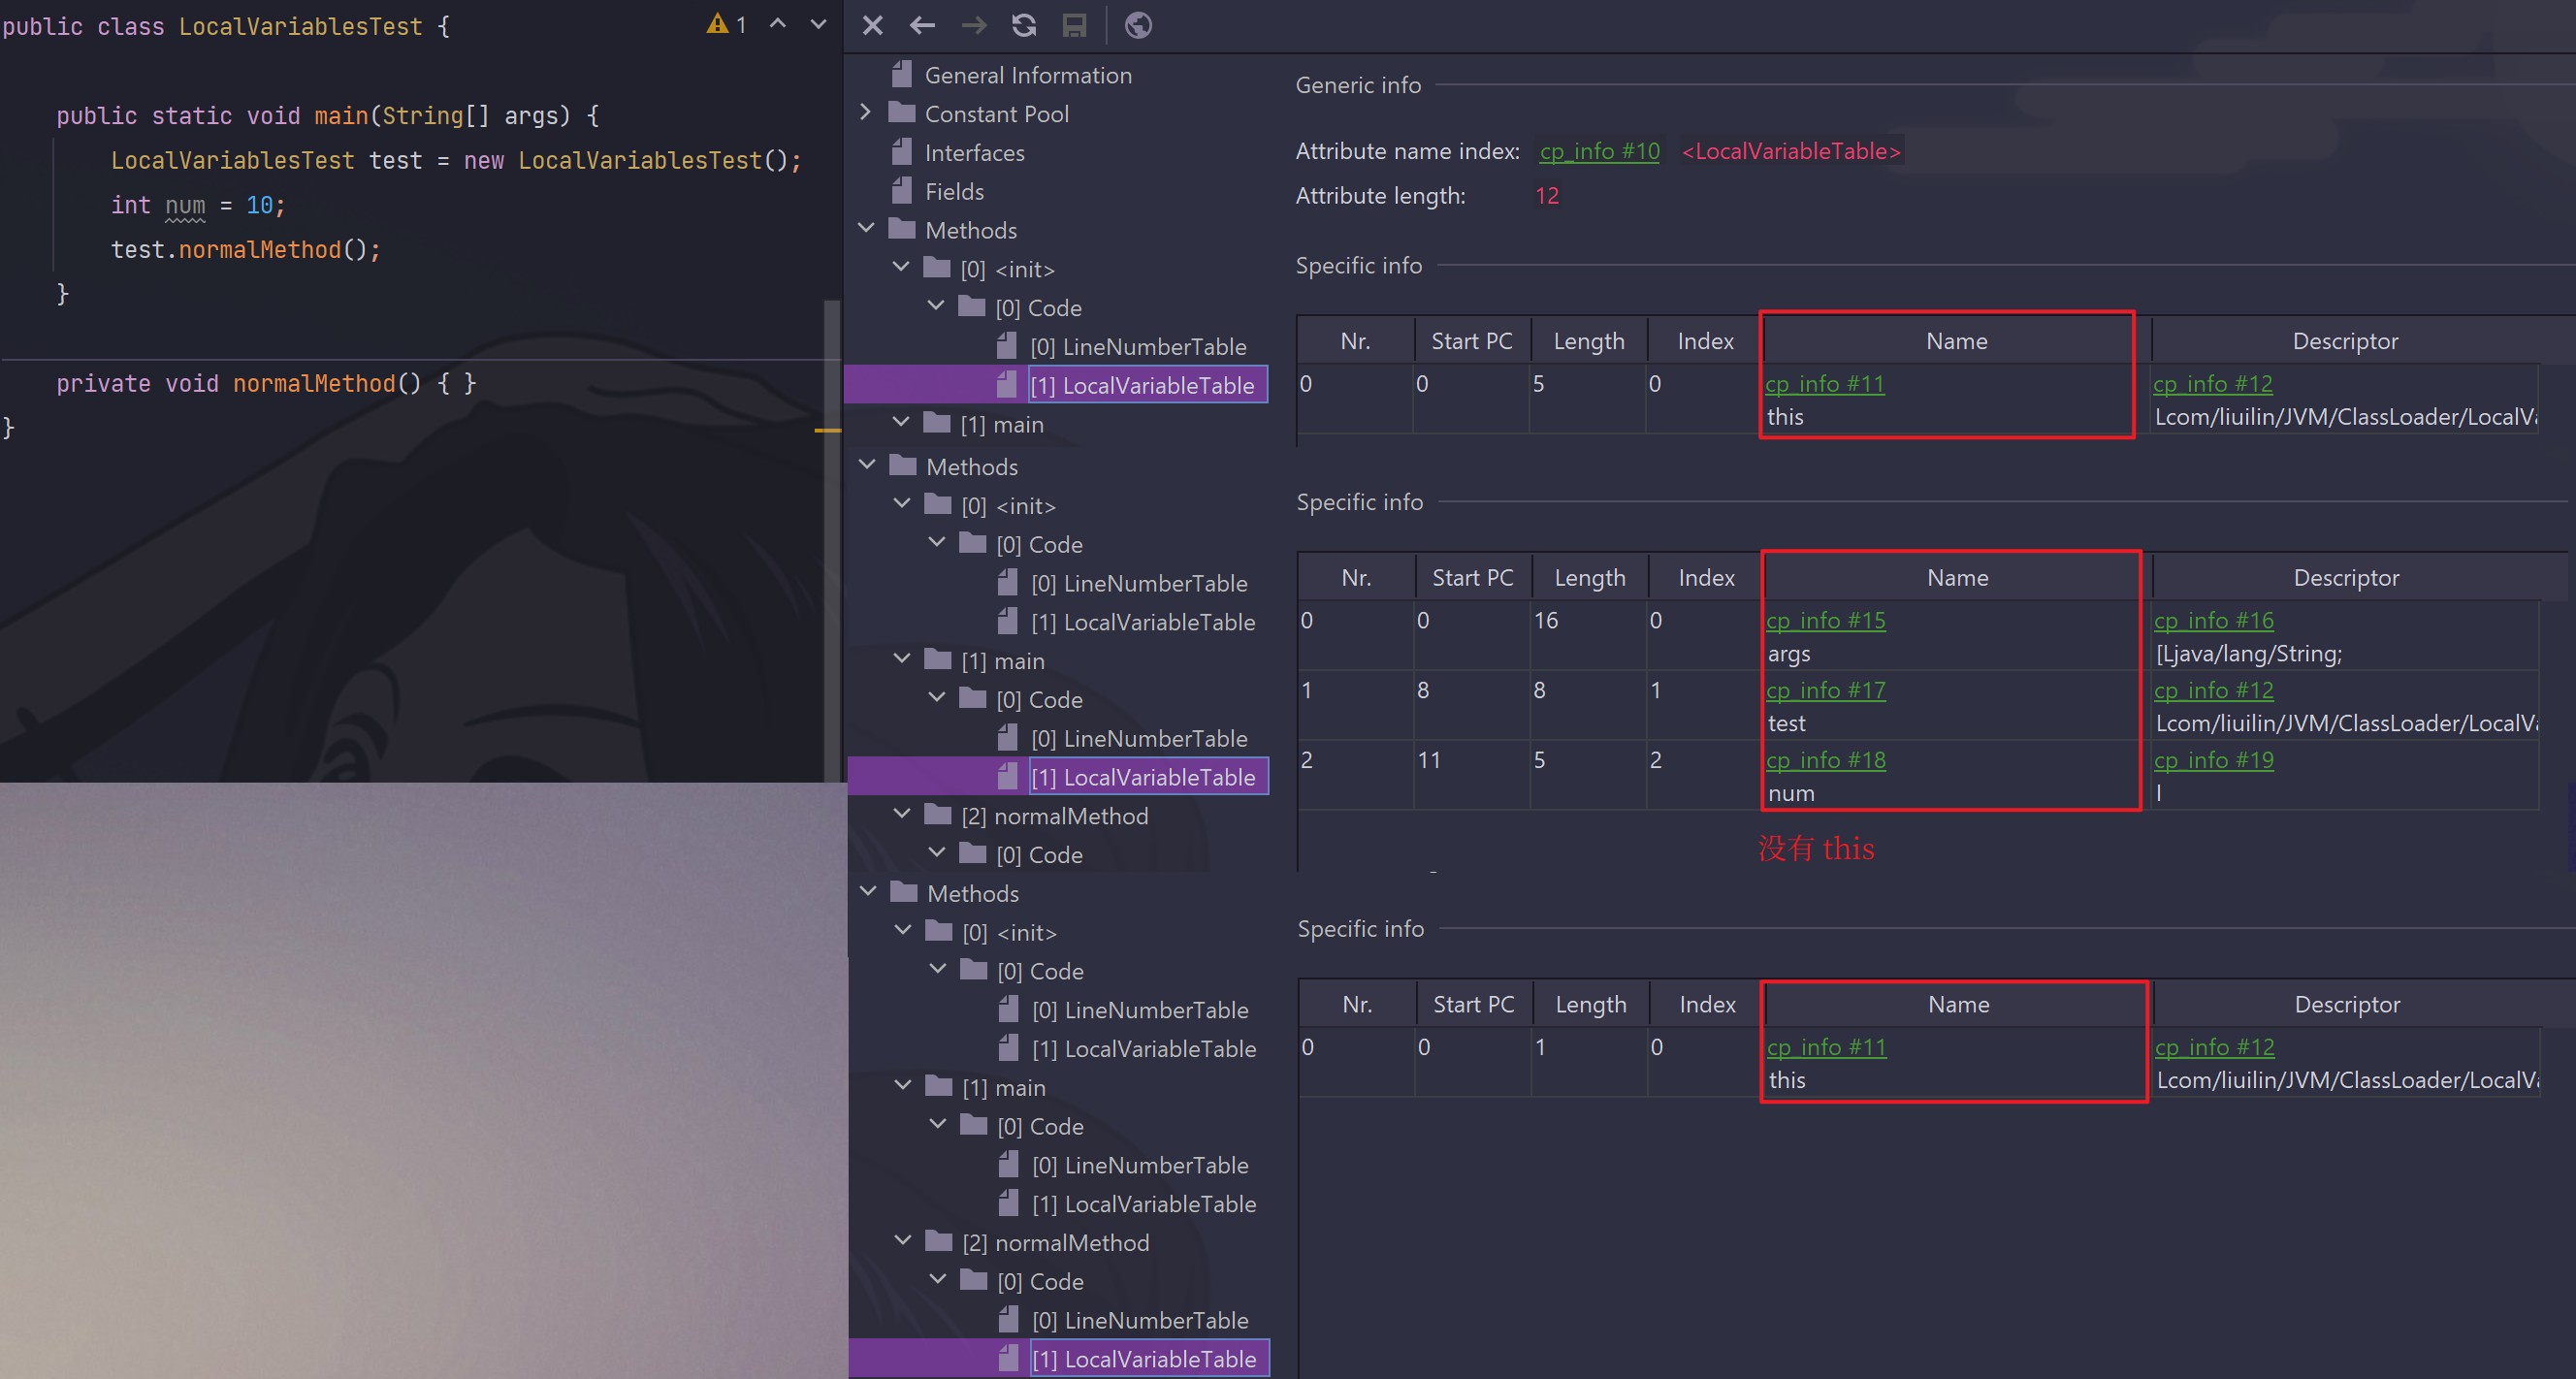 public class LocalVariablesTest {
1
public static void main(String[] args) {
LocalVariablesTest test = new LocalVariablesTest();
int num = 10;
test.normalMethod();
}
private void normalMethod() { }
}
General Information
Constant Pool
Interfaces
Fields
Methods
[0] <init>
[0] Code
[0] LineNumberTable
[1] LocalVariableTable
[1] main
Generic info
Attribute name index: cp_info #10 <LocalVariableTable>
Attribute length: 12
Specific info
Nr. Start PC Length Index Name Descriptor
0 0 5 0 cp_info #11 cp_info #12
this Lcom/liuilin/JVM/ClassLoader/LocalVa
Methods
[0] <init>
[0] Code
[0] LineNumberTable
[1] LocalVariableTable
[1] main
[0] Code
[0] LineNumberTable
[1] LocalVariableTable
[2] normalMethod
[0] Code
Specific info
Nr. Start PC Length Index Name Descriptor
0 0 16 0 cp_info #15 cp_info #16
args [Ljava/lang/String;
1 8 8 1 cp_info #17 cp_info #12
test Lcom/liuilin/JVM/ClassLoader/LocalVa
2 11 5 2 cp_info #18 cp_info #19
num I
没有 this
Methods
[0] <init>
[0] Code
[0] LineNumberTable
[1] LocalVariableTable
[1] main
[0] Code
[0] LineNumberTable
[1] LocalVariableTable
[2] normalMethod
[0] Code
[0] LineNumberTable
[1] LocalVariableTable
Specific info
Nr. Start PC Length Index Name Descriptor
0 0 1 0 cp_info #11 cp_info #12
this Lcom/liuilin/JVM/ClassLoader/LocalVa